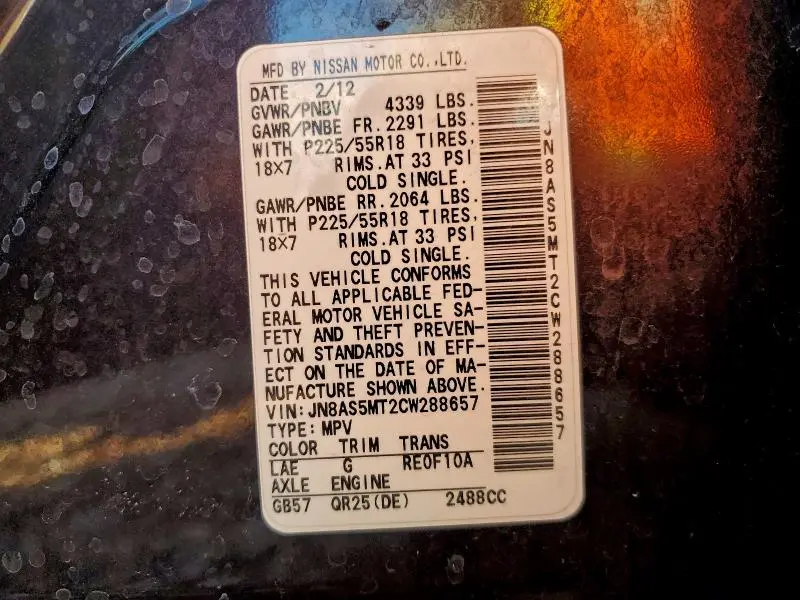 MFD BY NISSAN MOTOR CO.,LTD.
DATE 2/12
GVWR/PNBV 4339 LBS.
GAWR/PNBE FR. 2291 LBS.
WITH P225/55R18 TIRES,
18X7 RIMS.AT 33 PSI
COLD SINGLE.
GAWR/PNBE RR. 2064 LBS.
WITH P225/55R18 TIRES,
18X7 RIMS.AT 33 PSI
COLD SINGLE.
THIS VEHICLE CONFORMS
TO ALL APPLICABLE FED-
ERAL MOTOR VEHICLE SA-
FETY AND THEFT PREVEN-
TION STANDARDS IN EFF-
ECT ON THE DATE OF MA-
NUFACTURE SHOWN ABOVE.
VIN:JN8AS5MT2CW288657
TYPE:MPV
COLOR TRIM TRANS
LAE G RE0F10A
AXLE ENGINE
GB57 QR25(DE) 2488CC
JN8AS5MT2CW288657